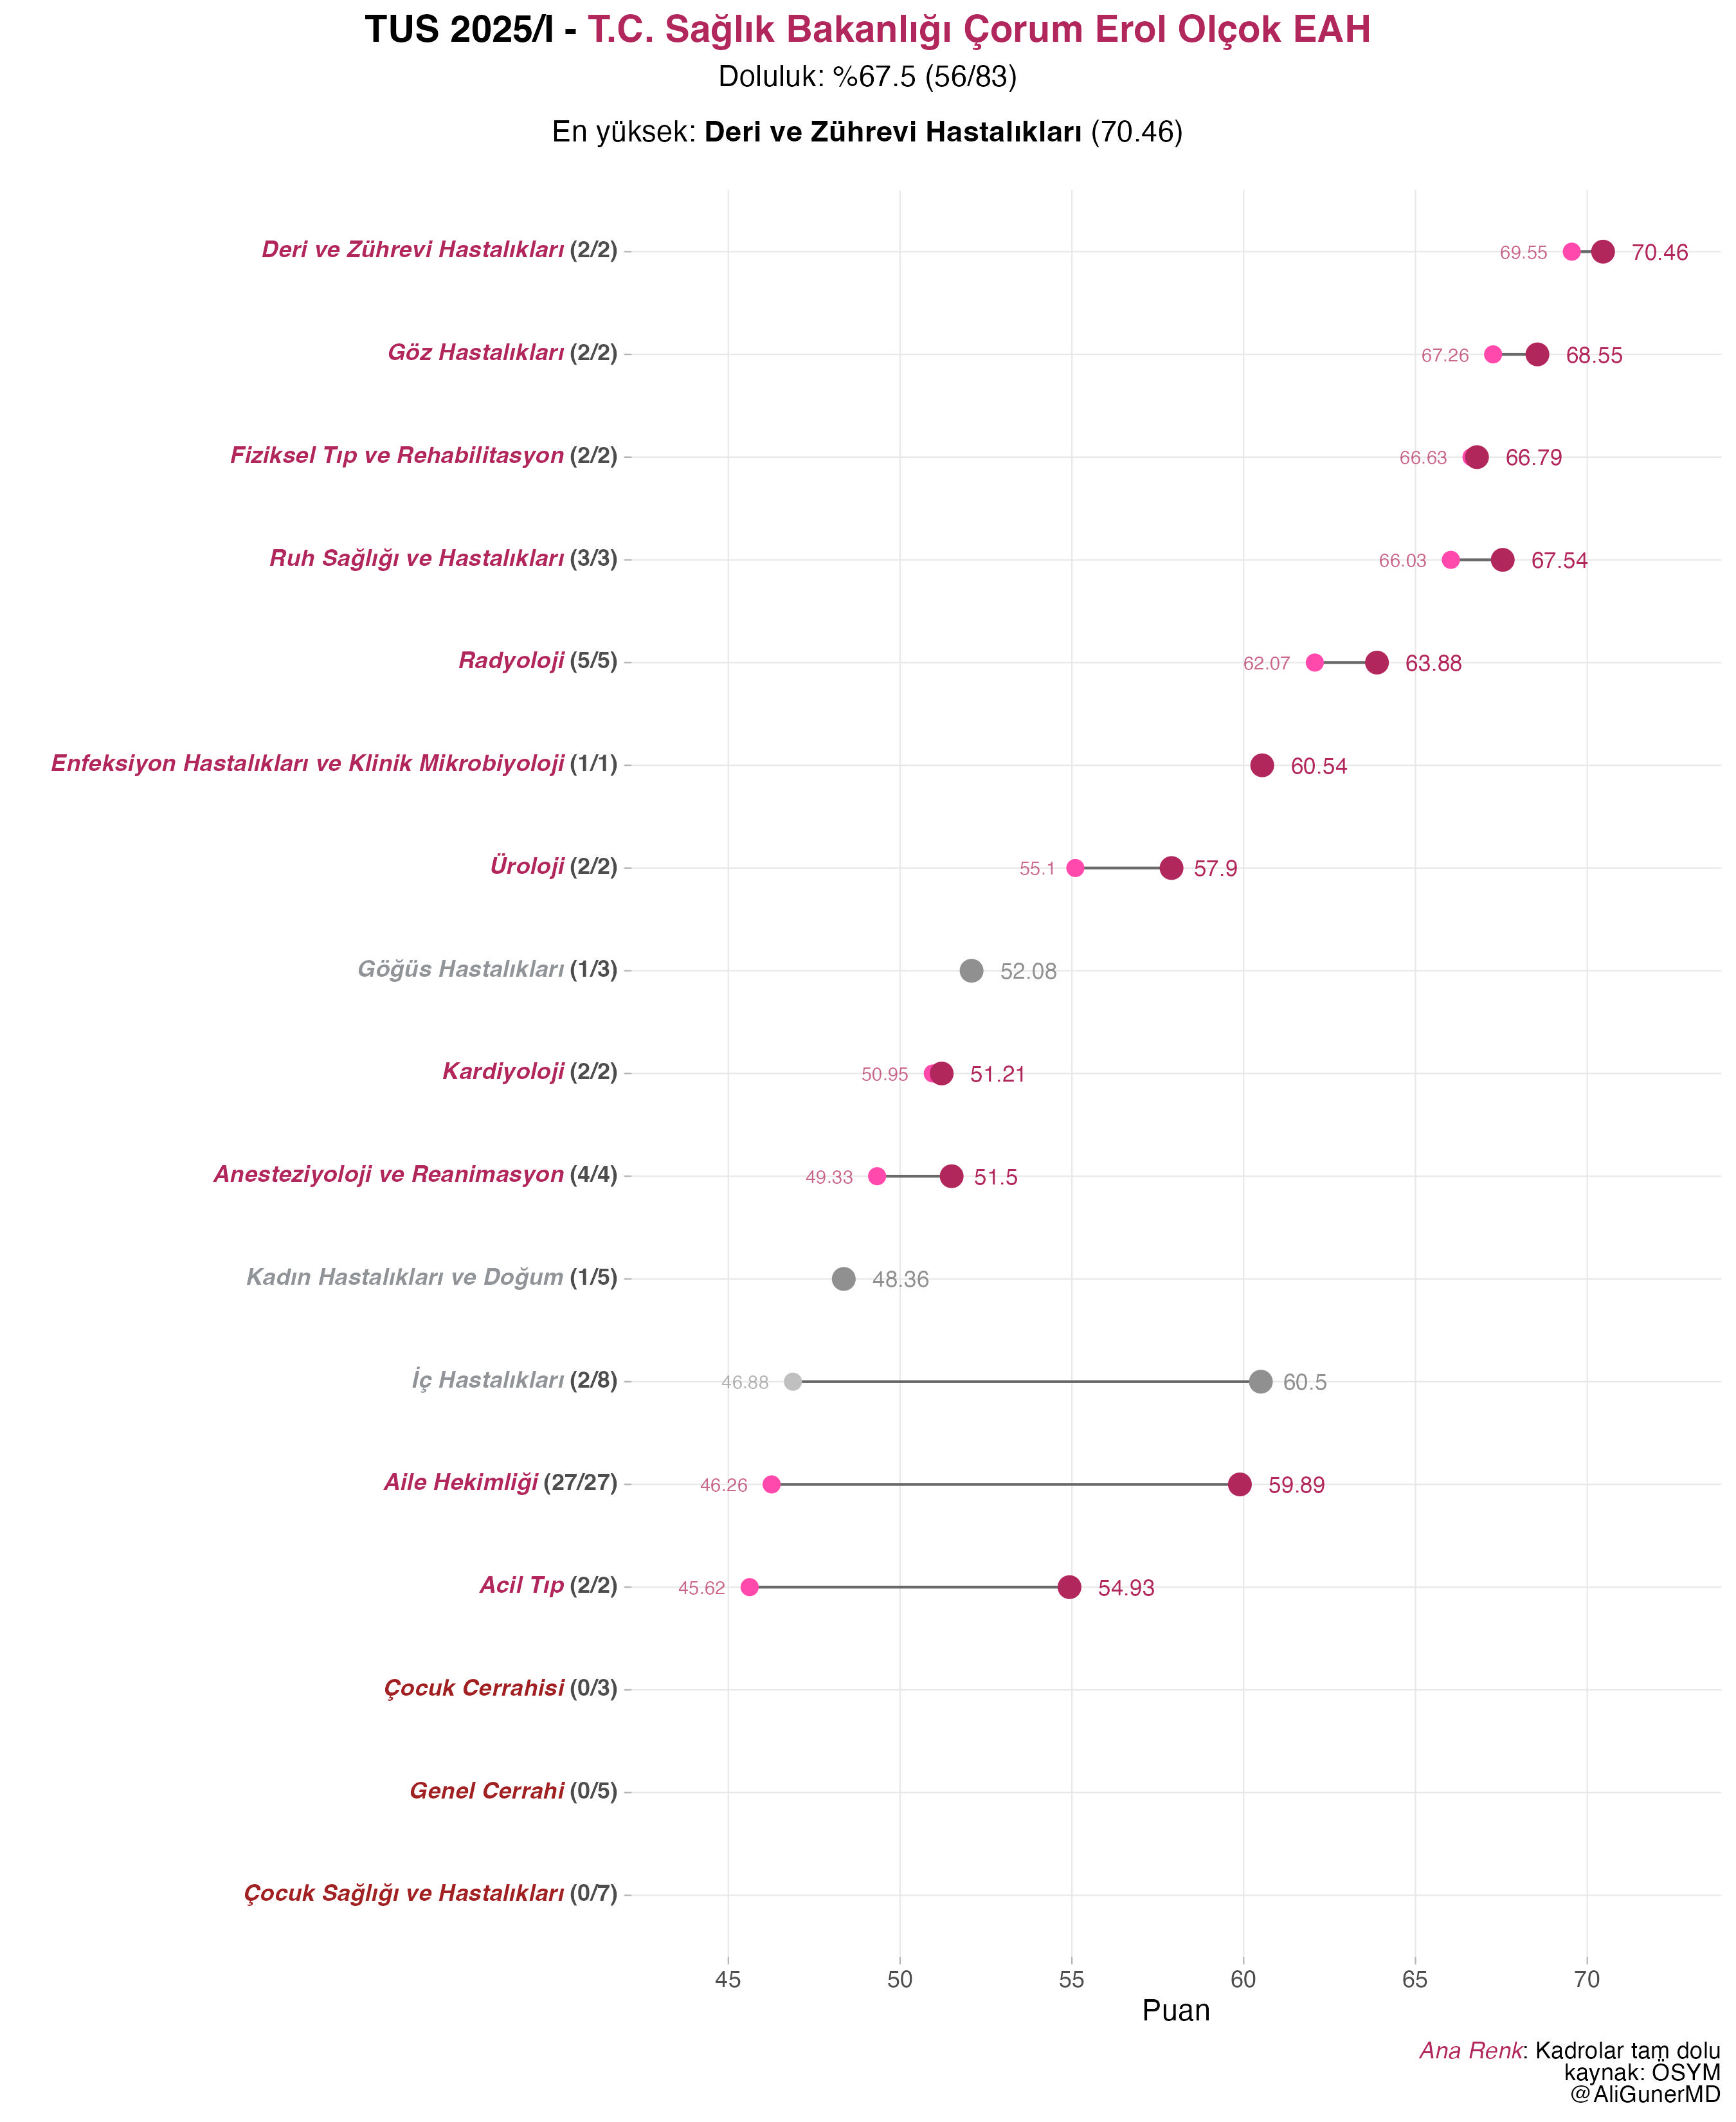 TUS 2025/I - T.C. Sağlık Bakanlığı Çorum Erol Olçok EAH
Doluluk: %67.5 (56/83)
En yüksek: Deri ve Zührevi Hastalıkları (70.46)
Deri ve Zührevi Hastalıkları (2/2) 69.55 70.46
Göz Hastalıkları (2/2) 67.26 68.55
Fiziksel Tıp ve Rehabilitasyon (2/2) 66.63 66.79
Ruh Sağlığı ve Hastalıkları (3/3) 66.03 67.54
Radyoloji (5/5) 62.07 63.88
Enfeksiyon Hastalıkları ve Klinik Mikrobiyoloji (1/1) 60.54
Üroloji (2/2) 55.1 57.9
Göğüs Hastalıkları (1/3) 52.08
Kardiyoloji (2/2) 50.95 51.21
Anesteziyoloji ve Reanimasyon (4/4) 49.33 51.5
Kadın Hastalıkları ve Doğum (1/5) 48.36
İç Hastalıkları (2/8) 46.88 60.5
Aile Hekimliği (27/27) 46.26 59.89
Acil Tıp (2/2) 45.62 54.93
Çocuk Cerrahisi (0/3)
Genel Cerrahi (0/5)
Çocuk Sağlığı ve Hastalıkları (0/7)
45 50 55 60 65 70
Puan
Ana Renk: Kadrolar tam dolu
kaynak: ÖSYM
@AliGunerMD